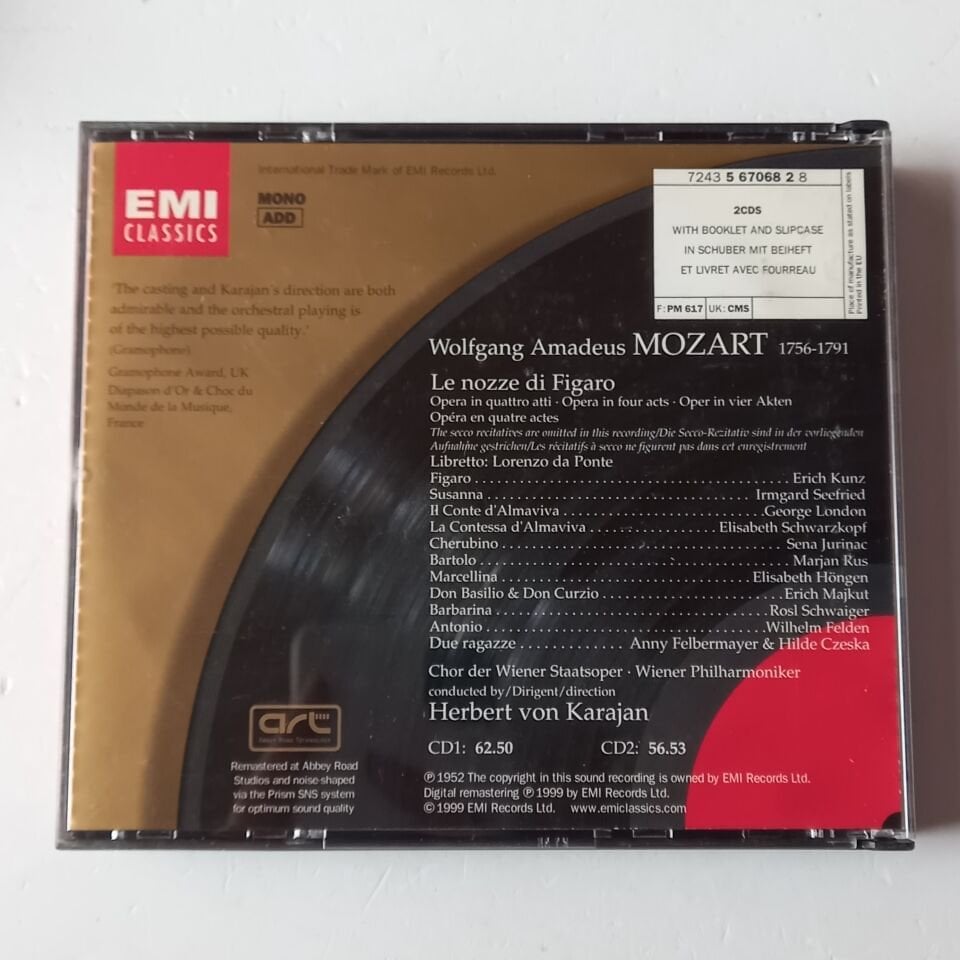 EMI
CLASSICS
International Trade Mark of EMI Records Ltd.
MONO
ADD
'The casting and Karajan's direction are both
admirable and the orchestral playing is
of the highest possible quality.'
(Gramophone)
Gramophone Award, UK
Diapason d'Or & Choc du
Monde de la Musique,
France
7243 5 67068 2 8
2CDS
WITH BOOKLET AND SLIPCASE
IN SCHUBER MIT BEIHEFT
ET LIVRET AVEC FOURREAU
F: PM 617 UK: CMS
Place of manufacture as stated on labels
Printed in the EU
Wolfgang Amadeus MOZART 1756-1791
Le nozze di Figaro
Opera in quattro atti · Opera in four acts · Oper in vier Akten
Opéra en quatre actes
The secco recitatives are omitted in this recording/Die Secco-Rezitativ sind in der vorliegenden
Aufnahme gestrichen/Les récitatifs à secco ne figurent pas dans cet enregistrement
Libretto: Lorenzo da Ponte
Figaro Erich Kunz
Susanna Irmgard Seefried
Il Conte d'Almaviva George London
La Contessa d'Almaviva Elisabeth Schwarzkopf
Cherubino Sena Jurinac
Bartolo Marjan Rus
Marcellina Elisabeth Höngen
Don Basilio & Don Curzio Erich Majkut
Barbarina Rosl Schwaiger
Antonio Wilhelm Felden
Due ragazze Anny Felbermayer & Hilde Czeska
Chor der Wiener Staatsoper · Wiener Philharmoniker
conducted by/Dirigent/direction
Herbert von Karajan
CD1: 62.50 CD2: 56.53
art
Abbey Road Technology
Remastered at Abbey Road
Studios and noise-shaped
via the Prism SNS system
for optimum sound quality
℗ 1952 The copyright in this sound recording is owned by EMI Records Ltd.
Digital remastering ℗ 1999 by EMI Records Ltd.
© 1999 EMI Records Ltd. www.emiclassics.com